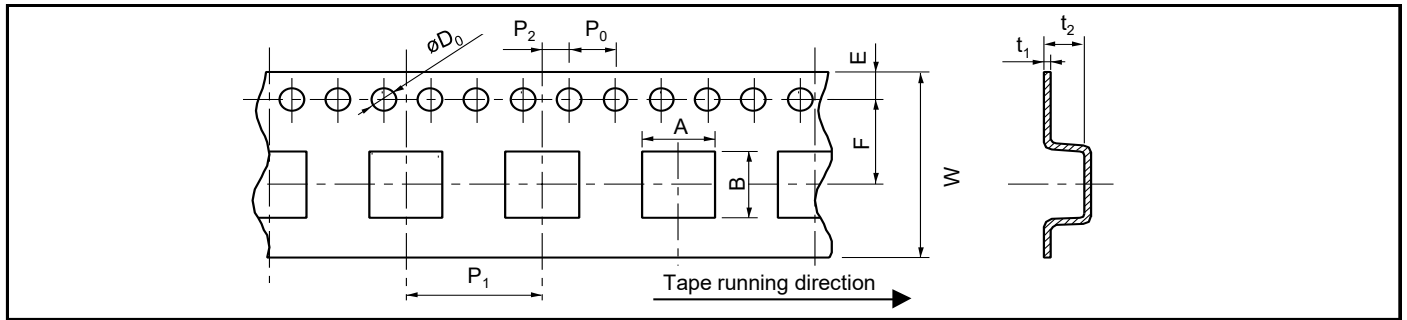 øD₀
P₂
P₀
E
t₂
t₁
A
F
B
W
P₁
Tape running direction